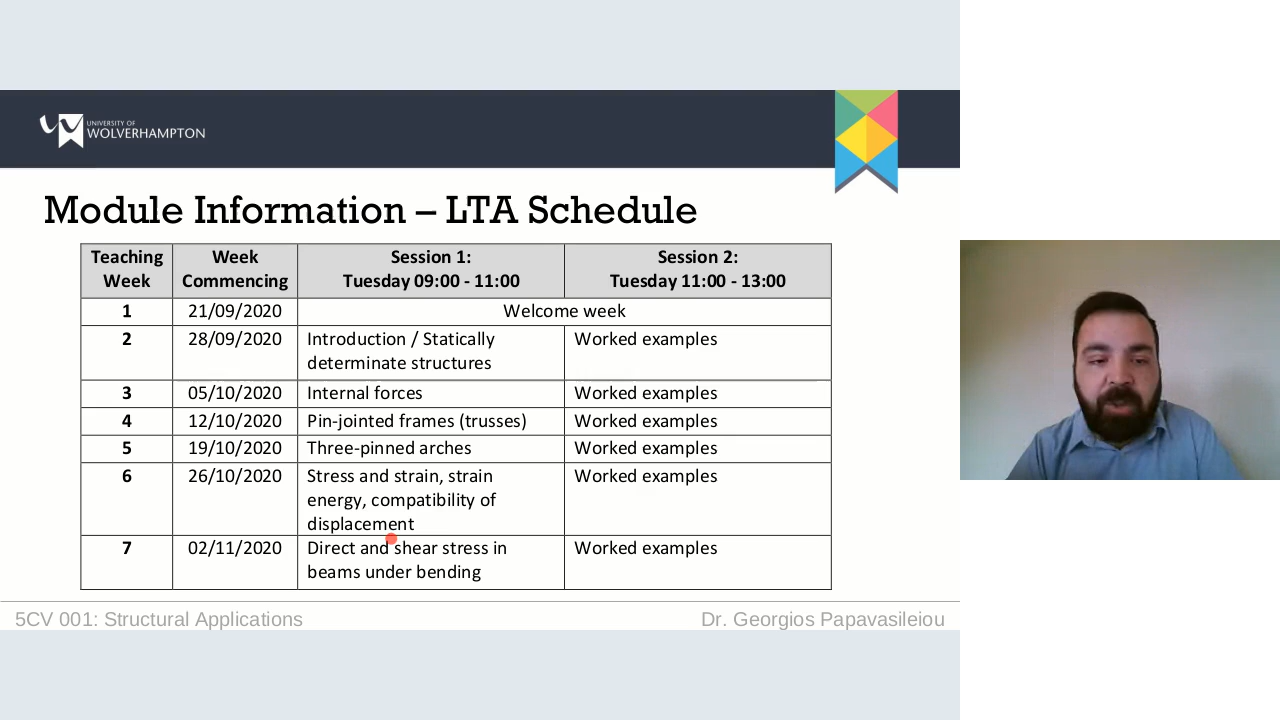 UNIVERSITY OF
WOLVERHAMPTON
Module Information – LTA Schedule
Teaching Week Week Commencing Session 1: Tuesday 09:00 - 11:00 Session 2: Tuesday 11:00 - 13:00
1 21/09/2020 Welcome week
2 28/09/2020 Introduction / Statically determinate structures Worked examples
3 05/10/2020 Internal forces Worked examples
4 12/10/2020 Pin-jointed frames (trusses) Worked examples
5 19/10/2020 Three-pinned arches Worked examples
6 26/10/2020 Stress and strain, strain energy, compatibility of displacement Worked examples
7 02/11/2020 Direct and shear stress in beams under bending Worked examples
5CV 001: Structural Applications Dr. Georgios Papavasileiou